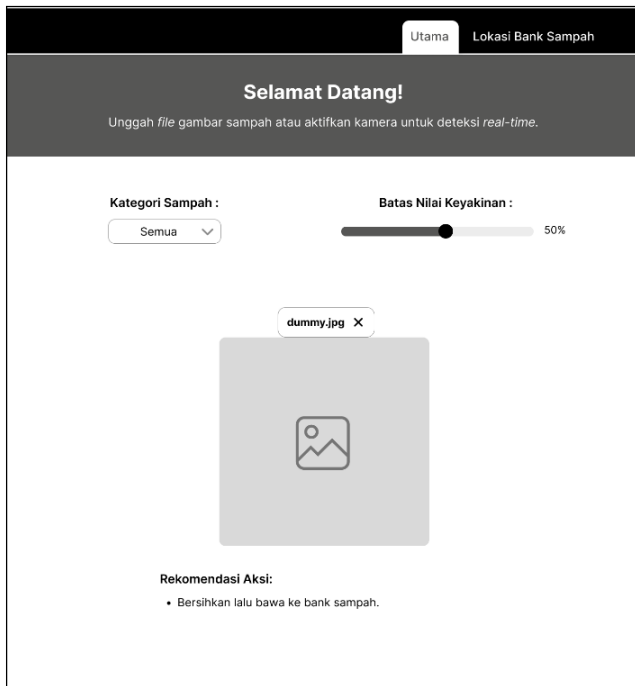 Utama
Lokasi Bank Sampah
Selamat Datang!
Unggah file gambar sampah atau aktifkan kamera untuk deteksi real-time.
Kategori Sampah :
Batas Nilai Keyakinan :
Semua
50%
dummy.jpg
Rekomendasi Aksi:
• Bersihkan lalu bawa ke bank sampah.